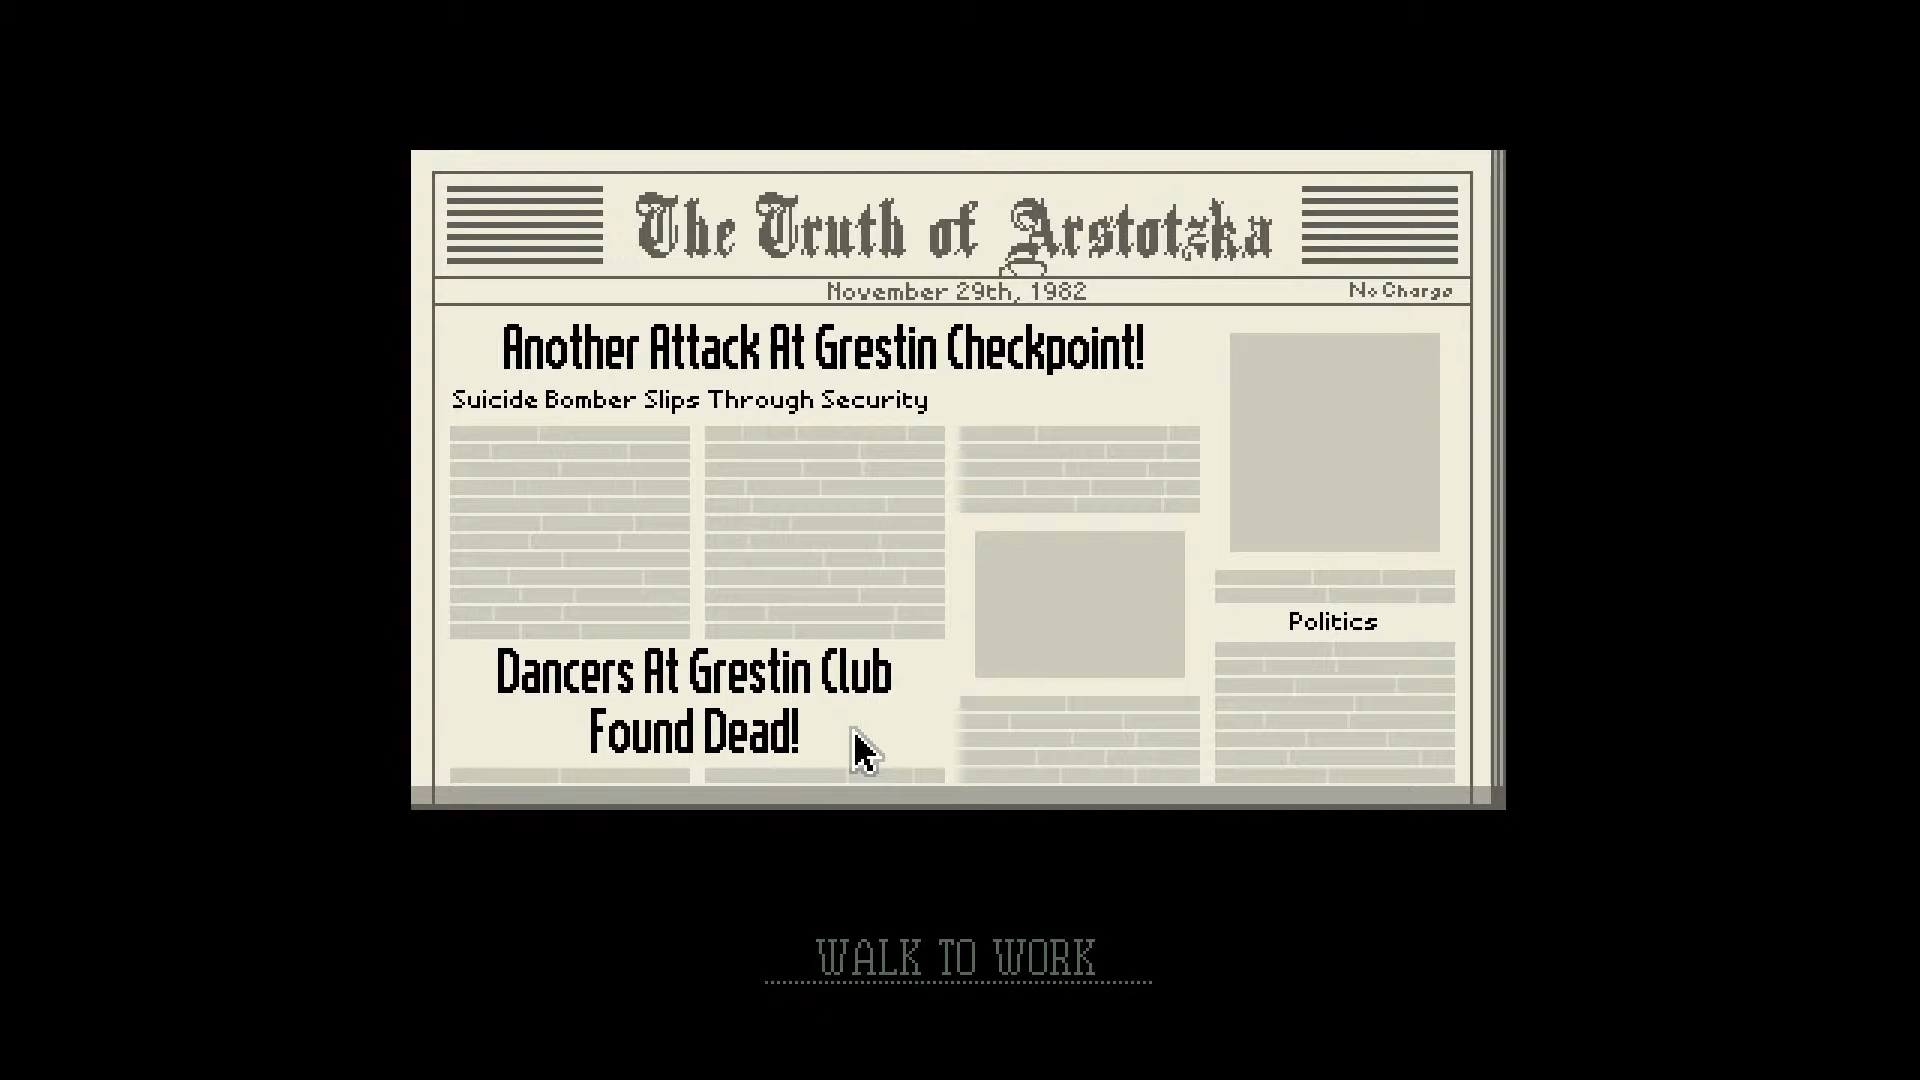 The Truth of Arstotzka
November 29th, 1982
No Charge
Another Attack At Grestin Checkpoint!
Suicide Bomber Slips Through Security
Dancers At Grestin Club
Found Dead!
Politics
WALK TO WORK